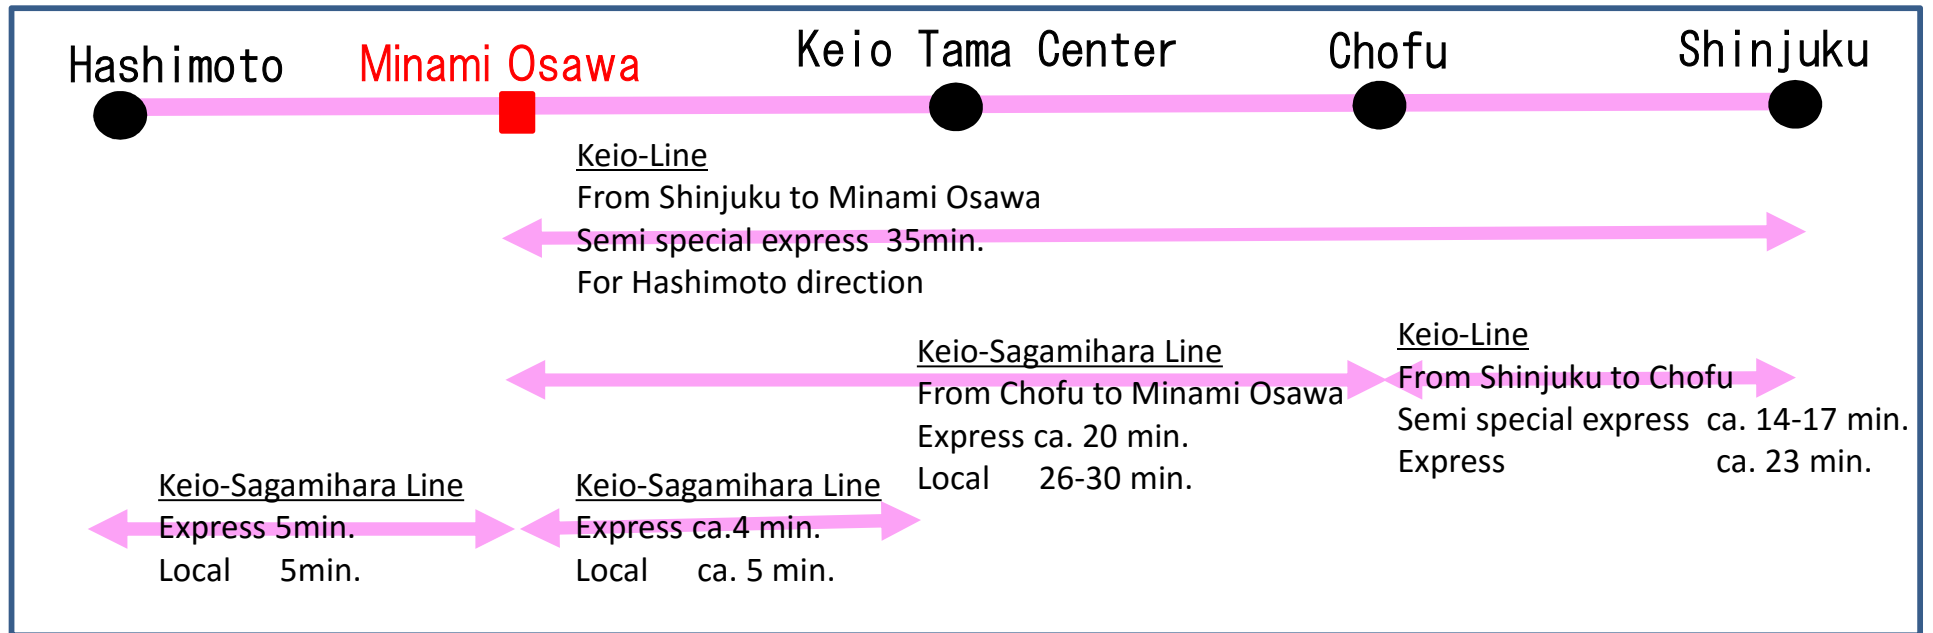 Hashimoto
Minami Osawa
Keio Tama Center
Chofu
Shinjuku
Keio-Line
From Shinjuku to Minami Osawa
Semi special express 35min.
For Hashimoto direction
Keio-Sagamihara Line
From Chofu to Minami Osawa
Express ca. 20 min.
Local 26-30 min.
Keio-Line
From Shinjuku to Chofu
Semi special express ca. 14-17 min.
Express ca. 23 min.
Keio-Sagamihara Line
Express 5min.
Local 5min.
Keio-Sagamihara Line
Express ca.4 min.
Local ca. 5 min.